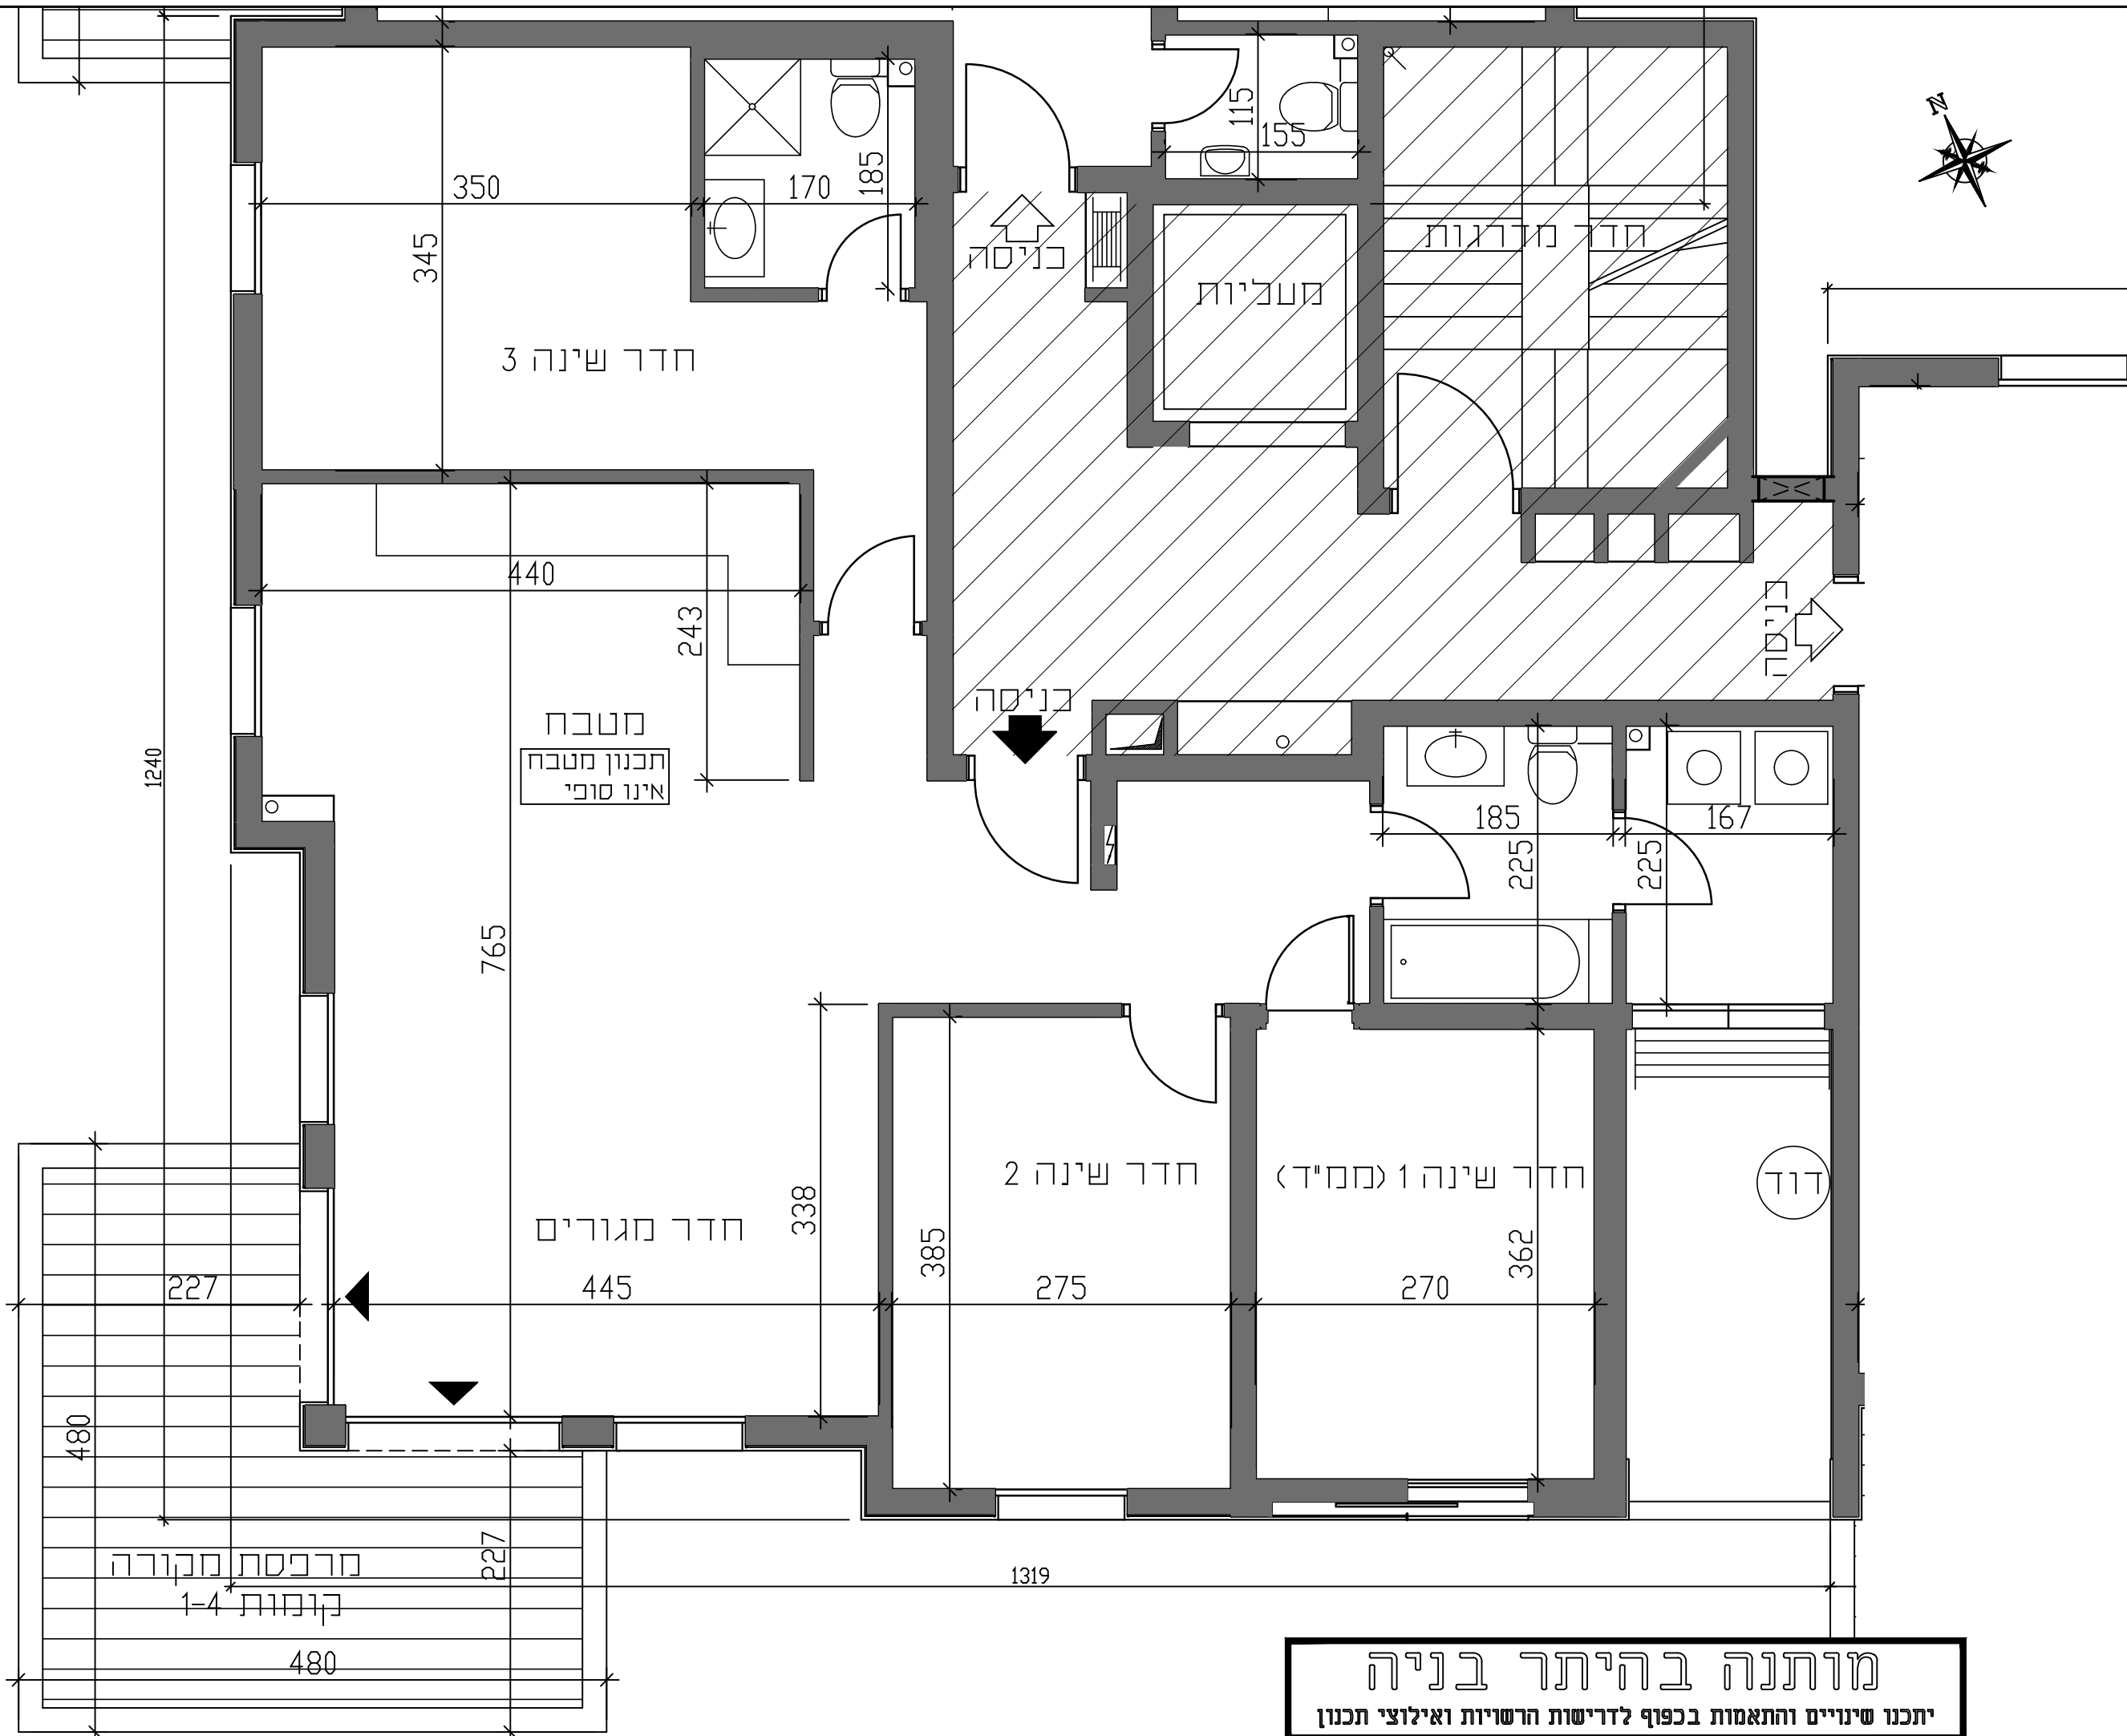 N
115
155
185
350
170
345
כניסה
חדר מדרגות
מעליות
חדר שינה 3
440
243
כניסה
כניסה
מטבח
תכנון מטבח
אינו סופי
1240
185
167
225
225
765
חדר שינה 2
חדר שינה 1 (ממ"ד)
דוד
338
חדר מגורים
385
362
227
445
275
270
480
227
מרפסת מקורה
קומות 1-4
1319
480
מותנה בהיתר בניה
יתכנו שינויים והתאמות בכפוף לדרישות הרשויות ואילוצי תכנון